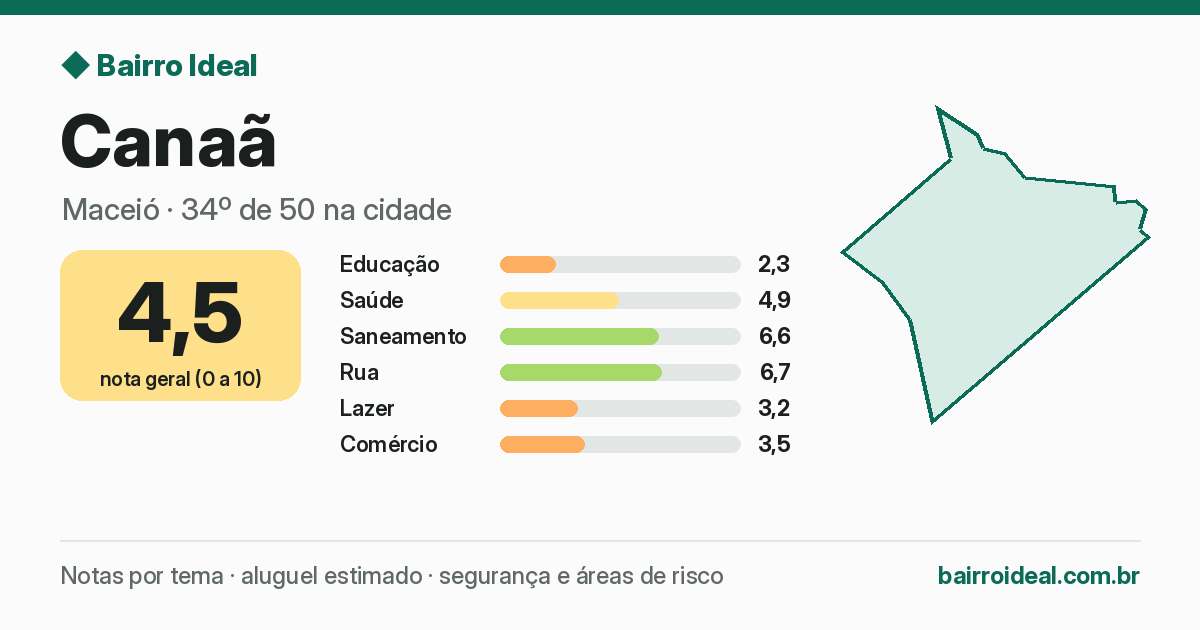 Bairro Ideal
Canaã
Maceió · 34º de 50 na cidade
4,5
nota geral (0 a 10)
Educação 2,3
Saúde 4,9
Saneamento 6,6
Rua 6,7
Lazer 3,2
Comércio 3,5
Notas por tema · aluguel estimado · segurança e áreas de risco
bairroideal.com.br